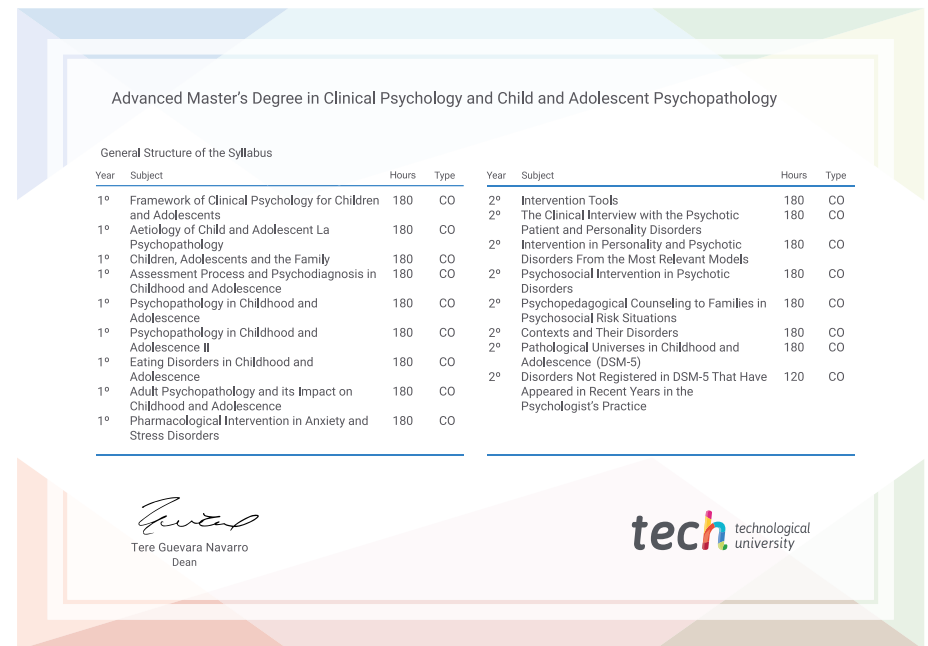 Advanced Master's Degree in Clinical Psychology and Child and Adolescent Psychopathology
General Structure of the Syllabus
Year Subject Hours Type
1º Framework of Clinical Psychology for Children 180 CO
and Adolescents
1º Aetiology of Child and Adolescent La 180 CO
Psychopathology
1º Children, Adolescents and the Family 180 CO
1º Assessment Process and Psychodiagnosis in 180 CO
Childhood and Adolescence
1º Psychopathology in Childhood and 180 CO
Adolescence
1º Psychopathology in Childhood and 180 CO
Adolescence II
1º Eating Disorders in Childhood and 180 CO
Adolescence
1º Adult Psychopathology and its Impact on 180 CO
Childhood and Adolescence
1º Pharmacological Intervention in Anxiety and 180 CO
Stress Disorders
Year Subject Hours Type
2º Intervention Tools 180 CO
2º The Clinical Interview with the Psychotic 180 CO
Patient and Personality Disorders
2º Intervention in Personality and Psychotic 180 CO
Disorders From the Most Relevant Models
2º Psychosocial Intervention in Psychotic 180 CO
Disorders
2º Psychopedagogical Counseling to Families in 180 CO
Psychosocial Risk Situations
2º Contexts and Their Disorders 180 CO
2º Pathological Universes in Childhood and 180 CO
Adolescence (DSM-5)
2º Disorders Not Registered in DSM-5 That Have 120 CO
Appeared in Recent Years in the
Psychologist's Practice
Tere Guevara Navarro
Dean
tech technological
university